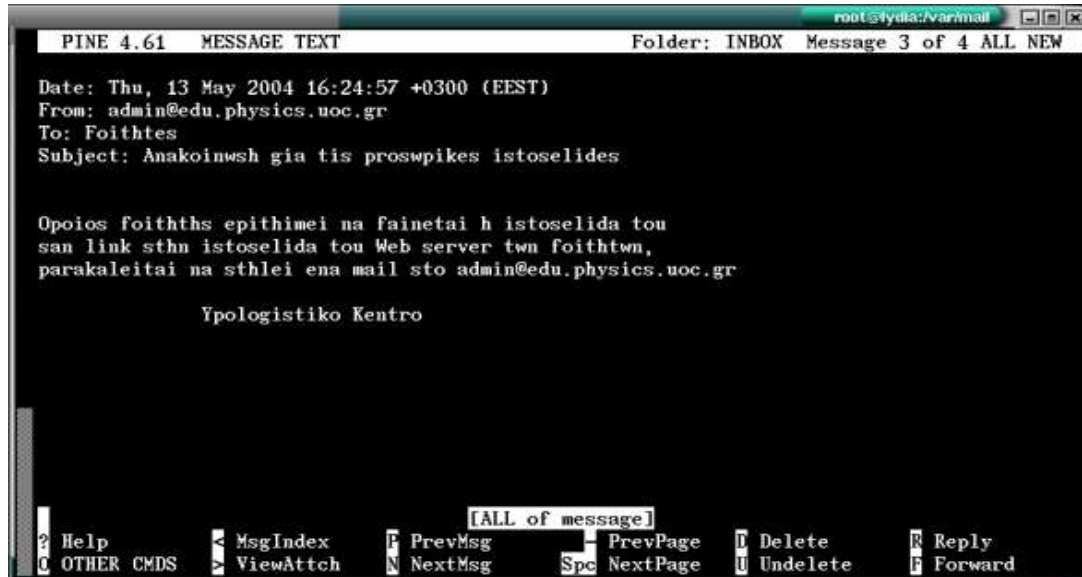 root@lydia:/var/mail
PINE 4.61 MESSAGE TEXT Folder: INBOX Message 3 of 4 ALL NEW
Date: Thu, 13 May 2004 16:24:57 +0300 (EEST)
From: admin@edu.physics.uoc.gr
To: Foithtes
Subject: Anakoinwsh gia tis proswpikes istoselides
Opoios foithths epithimei na fainetai h istoselida tou
san link sthn istoselida tou Web server twn foithtwn,
parakaleitai na sthlei ena mail sto admin@edu.physics.uoc.gr
Ypologistiko Kentro
[ALL of message]
? Help < MsgIndex P PrevMsg - PrevPage D Delete R Reply
O OTHER CMDS > ViewAttch N NextMsg Spc NextPage U Undelete F Forward